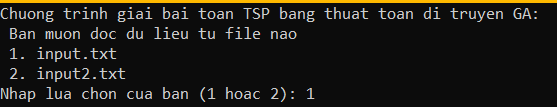 Chuong trinh giai bai toan TSP bang thuat toan di truyen GA:
Ban muon doc du lieu tu file nao
1. input.txt
2. input2.txt
Nhap lua chon cua ban (1 hoac 2): 1